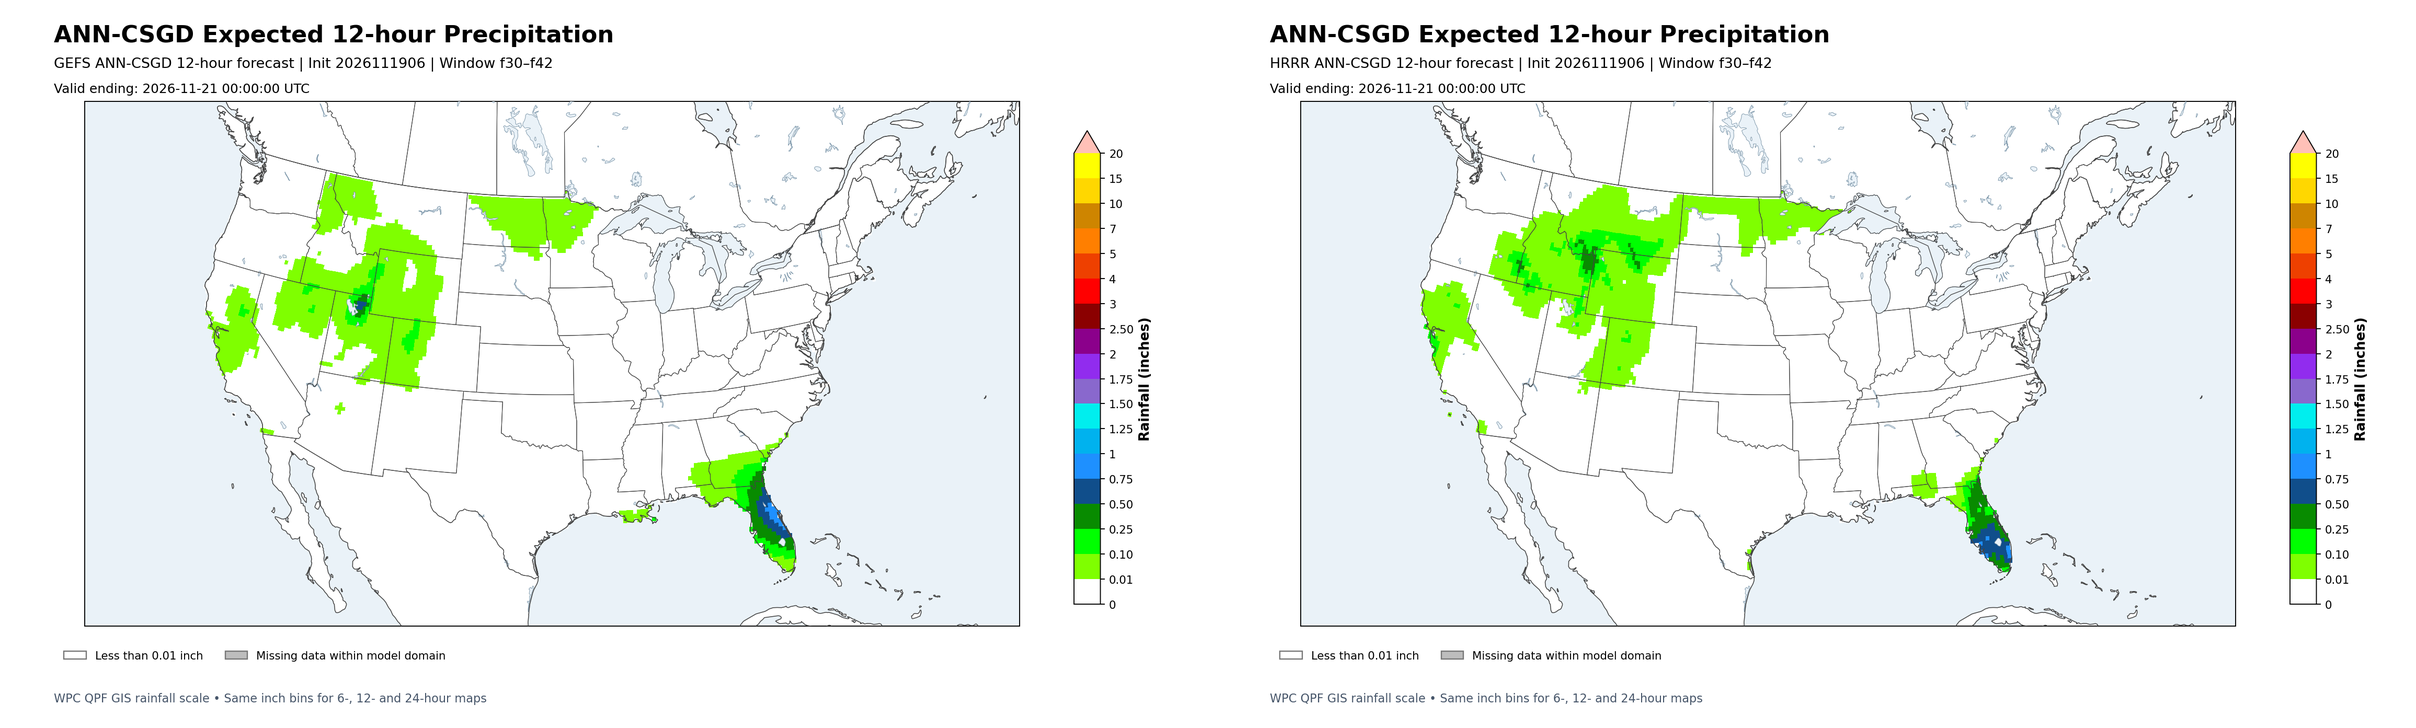 ANN-CSGD Expected 12-hour Precipitation
GEFS ANN-CSGD 12-hour forecast | Init 2026111906 | Window f30–f42
Valid ending: 2026-11-21 00:00:00 UTC
20
15
10
7
5
4
3
2.50
2
1.75
1.50
1.25
1
0.75
0.50
0.25
0.10
0.01
0
Rainfall (inches)
Less than 0.01 inch
Missing data within model domain
WPC QPF GIS rainfall scale • Same inch bins for 6-, 12- and 24-hour maps
ANN-CSGD Expected 12-hour Precipitation
HRRR ANN-CSGD 12-hour forecast | Init 2026111906 | Window f30–f42
Valid ending: 2026-11-21 00:00:00 UTC
20
15
10
7
5
4
3
2.50
2
1.75
1.50
1.25
1
0.75
0.50
0.25
0.10
0.01
0
Rainfall (inches)
Less than 0.01 inch
Missing data within model domain
WPC QPF GIS rainfall scale • Same inch bins for 6-, 12- and 24-hour maps